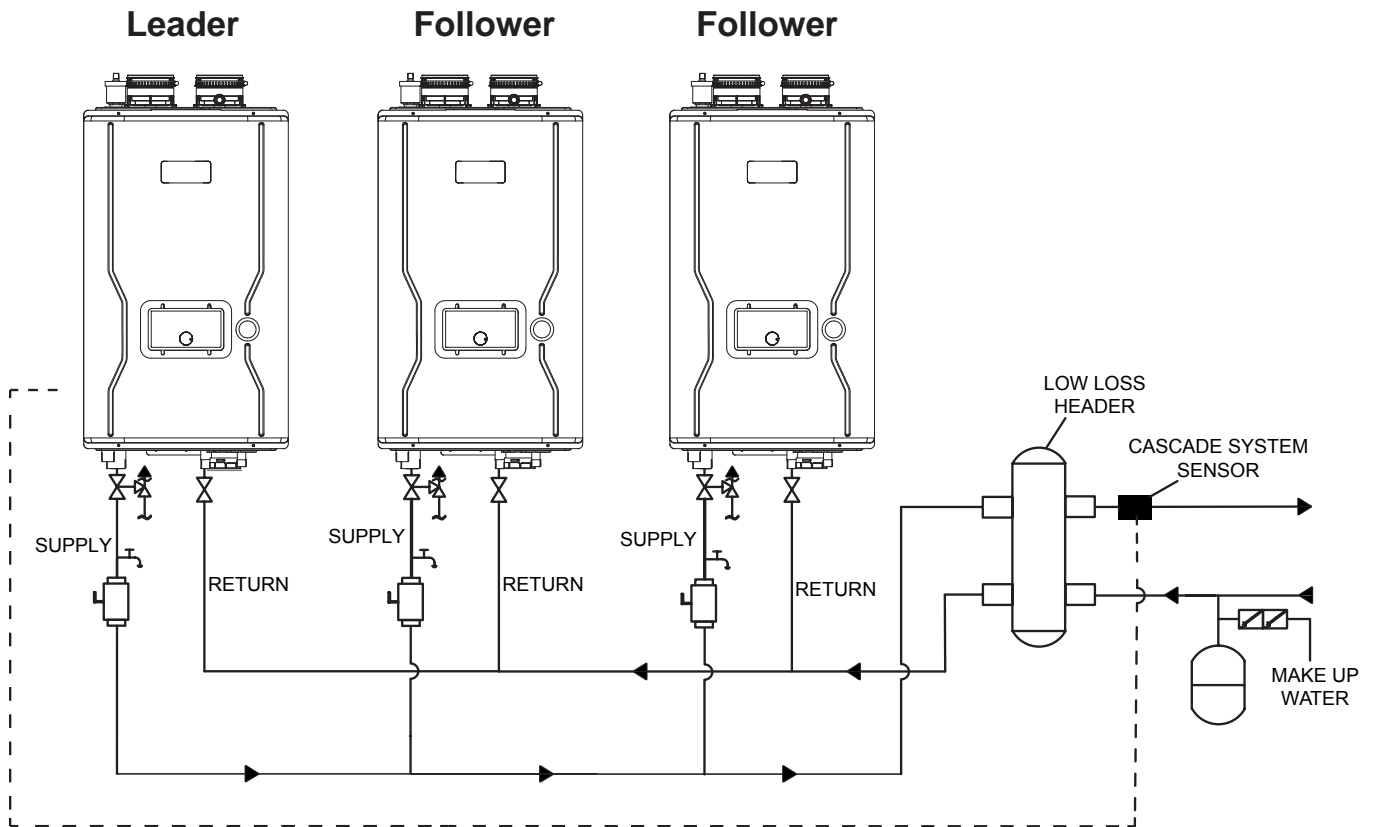 Leader
Follower
Follower
LOW LOSS
HEADER
CASCADE SYSTEM
SENSOR
SUPPLY
RETURN
SUPPLY
RETURN
SUPPLY
RETURN
MAKE UP
WATER